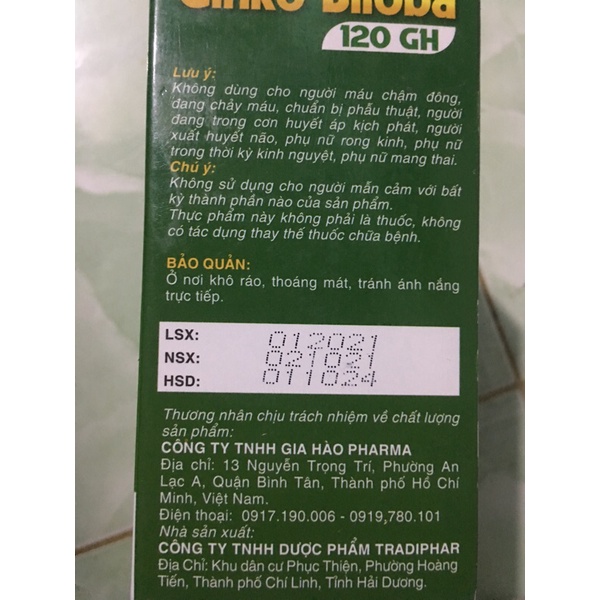 Ginko Biloba
120 GH
Lưu ý:
Không dùng cho người máu chậm đông,
đang chảy máu, chuẩn bị phẫu thuật, người
đang trong cơn huyết áp kịch phát, người
xuất huyết não, phụ nữ rong kinh, phụ nữ
trong thời kỳ kinh nguyệt, phụ nữ mang thai.
Chú ý:
Không sử dụng cho người mẫn cảm với bất
kỳ thành phần nào của sản phẩm.
Thực phẩm này không phải là thuốc, không
có tác dụng thay thế thuốc chữa bệnh.
BẢO QUẢN:
Ở nơi khô ráo, thoáng mát, tránh ánh nắng
trực tiếp.
LSX: 012021
NSX: 021021
HSD: 011024
Thương nhân chịu trách nhiệm về chất lượng
sản phẩm:
CÔNG TY TNHH GIA HÀO PHARMA
Địa chỉ: 13 Nguyễn Trọng Trí, Phường An
Lạc A, Quận Bình Tân, Thành phố Hồ Chí
Minh, Việt Nam.
Điện thoại: 0917.190.006 - 0919,780.101
Nhà sản xuất:
CÔNG TY TNHH DƯỢC PHẨM TRADIPHAR
Địa Chỉ: Khu dân cư Phục Thiện, Phường Hoàng
Tiến, Thành phố Chí Linh, Tỉnh Hải Dương.